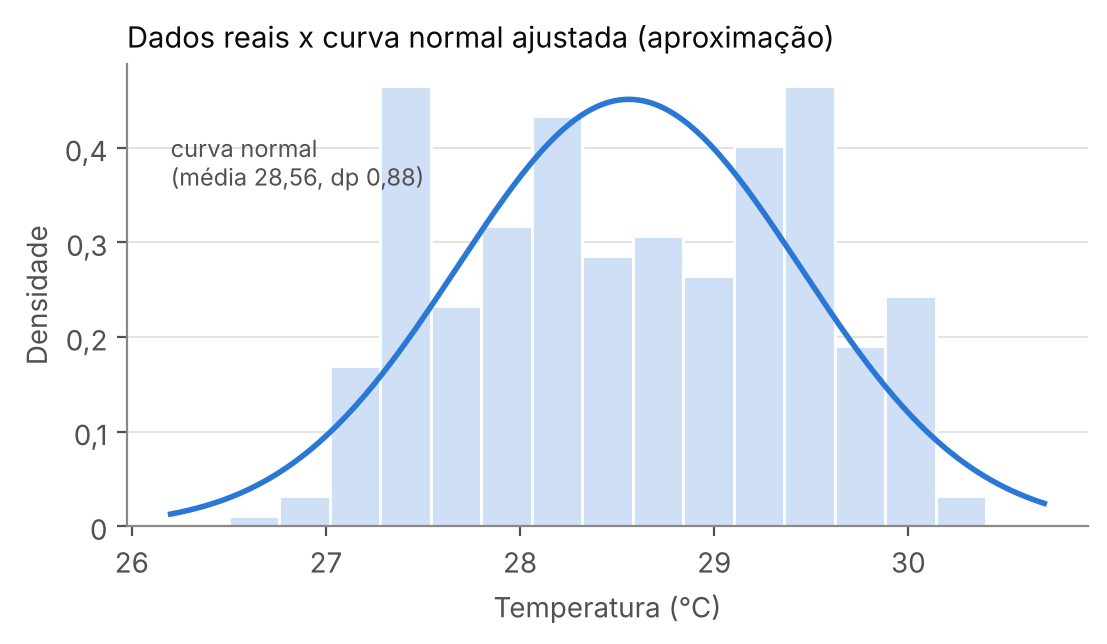 Dados reais x curva normal ajustada (aproximação)
curva normal
(média 28,56, dp 0,88)
Densidade
0,4
0,3
0,2
0,1
0
26 27 28 29 30
Temperatura (°C)